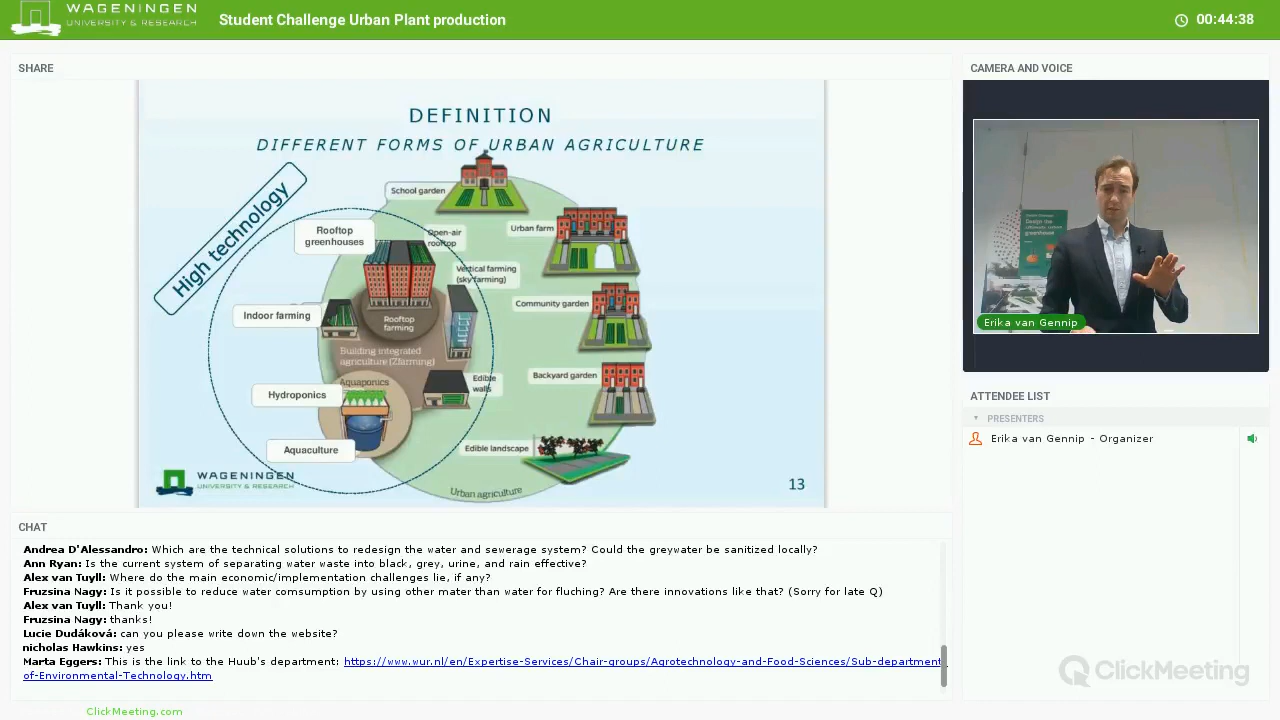 WAGENINGEN
UNIVERSITY & RESEARCH
Student Challenge Urban Plant production
00:44:38
SHARE
DEFINITION
DIFFERENT FORMS OF URBAN AGRICULTURE
High technology
School garden
Rooftop
greenhouses
Open-air
rooftop
Urban farm
Vertical farming
(sky farming)
Indoor farming
Rooftop
farming
Community garden
Building integrated
agriculture (Zfarming)
Aquaponics
Edible
walls
Backyard garden
Hydroponics
Aquaculture
Edible landscape
Urban agriculture
WAGENINGEN
UNIVERSITY & RESEARCH
13
CAMERA AND VOICE
Erika van Gennip
ATTENDEE LIST
PRESENTERS
Erika van Gennip - Organizer
CHAT
Andrea D'Alessandro: Which are the technical solutions to redesign the water and sewerage system? Could the greywater be sanitized locally?
Ann Ryan: Is the current system of separating water waste into black, grey, urine, and rain effective?
Alex van Tuyll: Where do the main economic/implementation challenges lie, if any?
Fruzsina Nagy: Is it possible to reduce water comsumption by using other mater than water for fluching? Are there innovations like that? (Sorry for late Q)
Alex van Tuyll: Thank you!
Fruzsina Nagy: thanks!
Lucie Dudáková: can you please write down the website?
nicholas Hawkins: yes
Marta Eggers: This is the link to the Huub's department: https://www.wur.nl/en/Expertise-Services/Chair-groups/Agrotechnology-and-Food-Sciences/Sub-department-
of-Environmental-Technology.htm
ClickMeeting
ClickMeeting.com